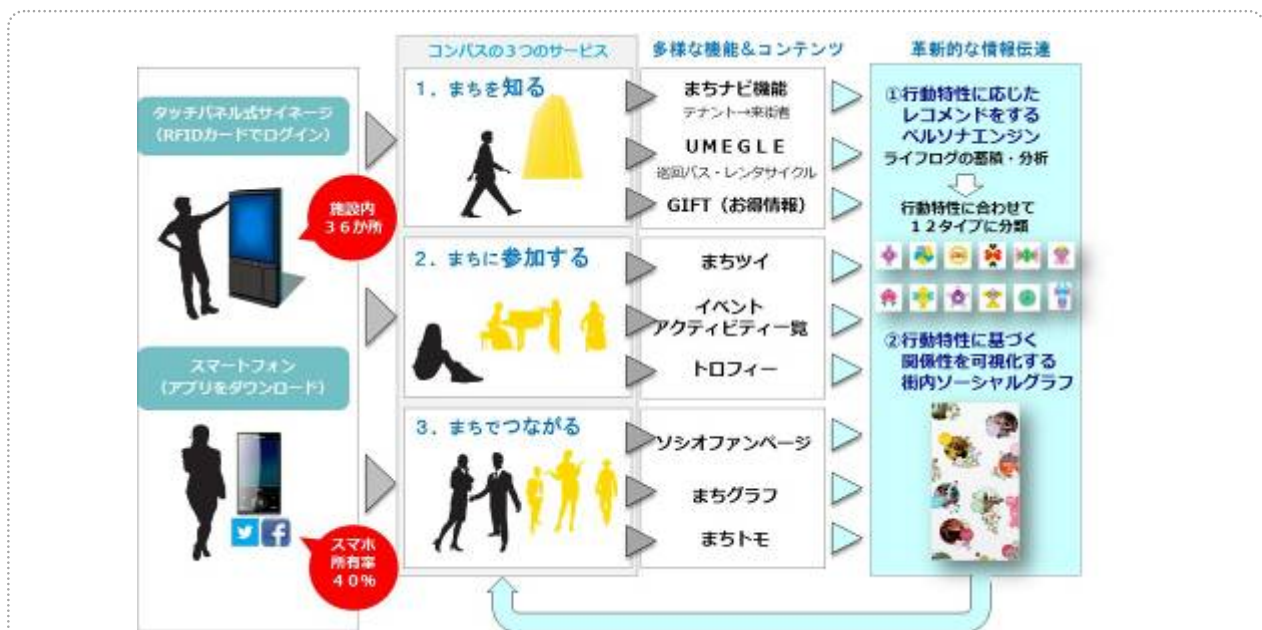 コンパスの3つのサービス
多様な機能&コンテンツ
革新的な情報伝達
タッチパネル式サイネージ
(RFIDカードでログイン)
施設内
36か所
スマートフォン
(アプリをダウンロード)
スマホ
所有率
40%
1. まちを知る
2. まちに参加する
3. まちでつながる
まちナビ機能
テナント→来街者
UMEGLE
巡回バス・レンタサイクル
GIFT(お得情報)
まちツイ
イベント
アクティビティ一覧
トロフィー
ソシオファンページ
まちグラフ
まちトモ
①行動特性に応じた
レコメンドをする
ペルソナエンジン
ライフログの蓄積・分析
行動特性に合わせて
12タイプに分類
②行動特性に基づく
関係性を可視化する
街内ソーシャルグラフ